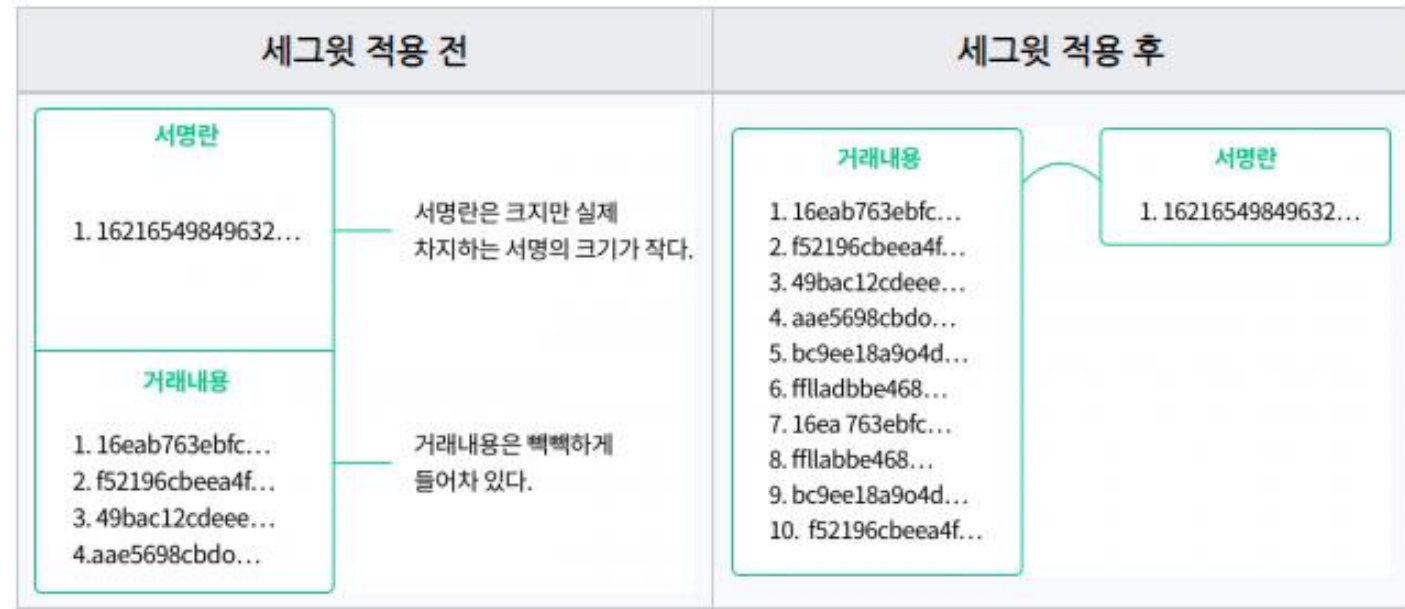 세그윗 적용 전
세그윗 적용 후
서명란
1. 16216549849632...
서명란은 크지만 실제
차지하는 서명의 크기가 작다.
거래내용
1. 16eab763ebfc...
2. f52196cbeea4f...
3. 49bac12cdeee...
4.aae5698cbdo...
거래내용은 빽빽하게
들어차 있다.
거래내용
1. 16eab763ebfc...
2. f52196cbeea4f...
3. 49bac12cdeee...
4. aae5698cbdo...
5. bc9ee18a9o4d...
6. fflladbbe468...
7. 16ea 763ebfc...
8. ffllabbe468...
9. bc9ee18a9o4d...
10. f52196cbeea4f...
서명란
1. 16216549849632...